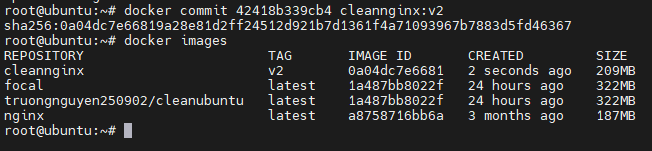 root@ubuntu:~# docker commit 42418b339cb4 cleannginx:v2
sha256:0a04dc7e66819a28e81d2ff24512d921b7d1361f4a71093967b7883d5fd46367
root@ubuntu:~# docker images
REPOSITORY TAG IMAGE ID CREATED SIZE
cleannginx v2 0a04dc7e6681 2 seconds ago 209MB
focal latest 1a487bb8022f 24 hours ago 322MB
truongnguyen250902/cleanubuntu latest 1a487bb8022f 24 hours ago 322MB
nginx latest a8758716bb6a 3 months ago 187MB
root@ubuntu:~#